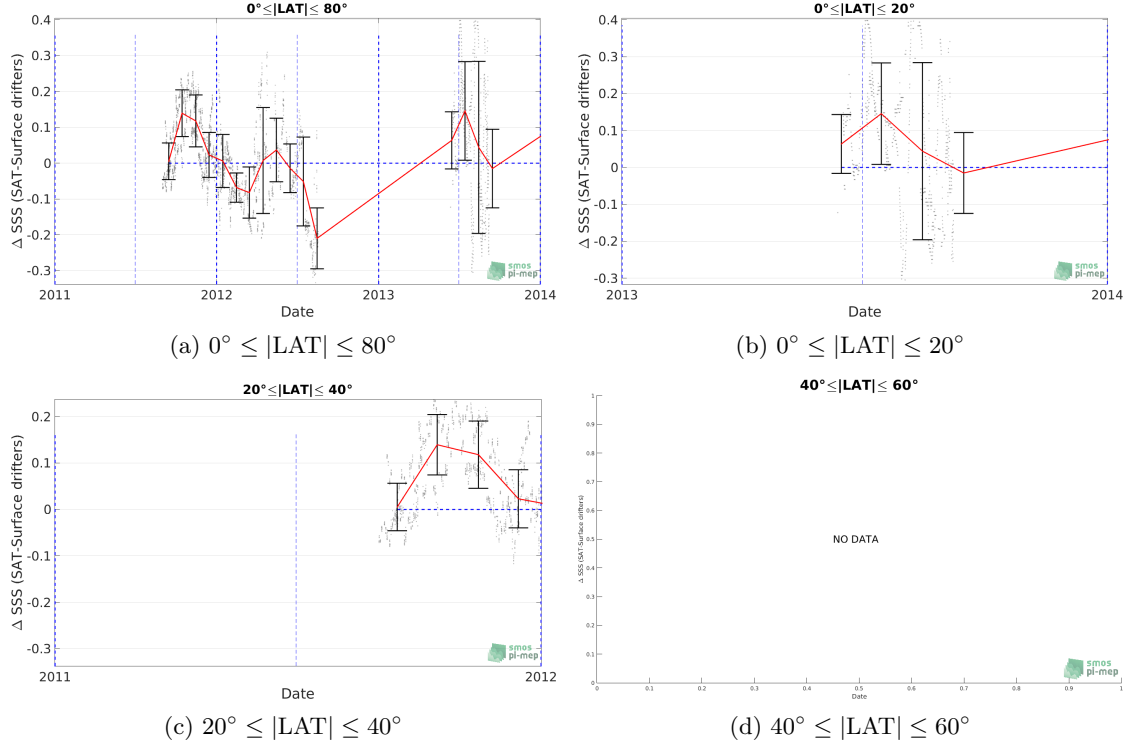 0°≤|LAT|≤ 80°
Δ SSS (SAT-Surface drifters)
0.4
0.3
0.2
0.1
0
-0.1
-0.2
-0.3
2011
2012
2013
2014
Date
smos
pi-mep
(a) 0° ≤ |LAT| ≤ 80°
0°≤|LAT|≤ 20°
Δ SSS (SAT-Surface drifters)
0.4
0.3
0.2
0.1
0
-0.1
-0.2
-0.3
2013
2014
Date
smos
pi-mep
(b) 0° ≤ |LAT| ≤ 20°
20°≤|LAT|≤ 40°
Δ SSS (SAT-Surface drifters)
0.2
0.1
0
-0.1
-0.2
-0.3
2011
2012
Date
smos
pi-mep
(c) 20° ≤ |LAT| ≤ 40°
40°≤|LAT|≤ 60°
Δ SSS (SAT-Surface drifters)
1
0.9
0.8
0.7
0.6
0.5
0.4
0.3
0.2
0.1
0
NO DATA
0
0.1
0.2
0.3
0.4
0.5
0.6
0.7
0.8
0.9
1
Date
smos
pi-mep
(d) 40° ≤ |LAT| ≤ 60°